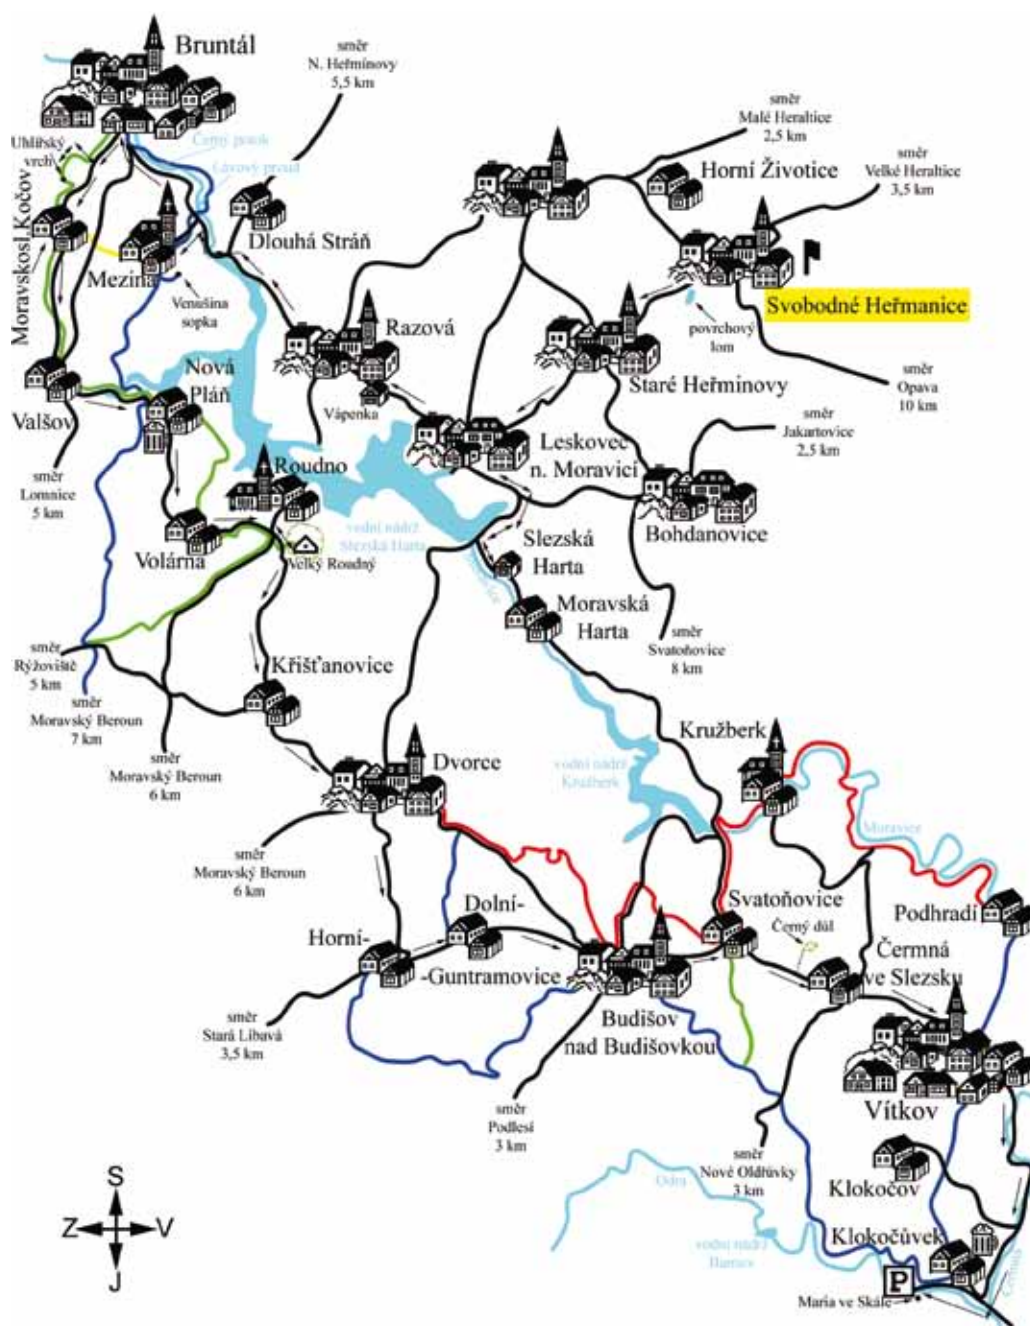 Bruntál
směr
N. Heřmínovy
5,5 km
směr
Malé Heraltice
2,5 km
směr
Velké Heraltice
3,5 km
Uhlířský
vrch
Černý potok
Lávový proud
Horní Životice
Moravskosl. Kočov
Dlouhá Stráň
Mezina
Venušina
sopka
Svobodné Heřmanice
povrchový
lom
Razová
Staré Heřminovy
Nová
Pláň
Vápenka
směr
Opava
10 km
Valšov
směr
Jakartovice
2,5 km
Leskovec
n. Moravicí
Roudno
směr
Lomnice
5 km
Bohdanovice
vodní nádrž
Slezská Harta
Slezská
Harta
Volárna
Velký Roudný
Moravská
Harta
směr
Svatoňovice
8 km
směr
Rýžoviště
5 km
Křišťanovice
směr
Moravský Beroun
7 km
směr
Moravský Beroun
6 km
Kružberk
Dvorce
vodní nádrž
Kružberk
Moravice
směr
Moravský Beroun
6 km
Svatoňovice
Podhradí
Dolní-
Černý důl
Horní-
Čermná
ve Slezsku
-Guntramovice
Budišov
nad Budišovkou
směr
Stará Libavá
3,5 km
Vítkov
směr
Podlesí
3 km
směr
Nové Oldřůvky
3 km
Klokočov
Odra
S
Z V
J
Klokočůvek
vodní nádrž
Barnov
P
Čermná
Maria ve Skále